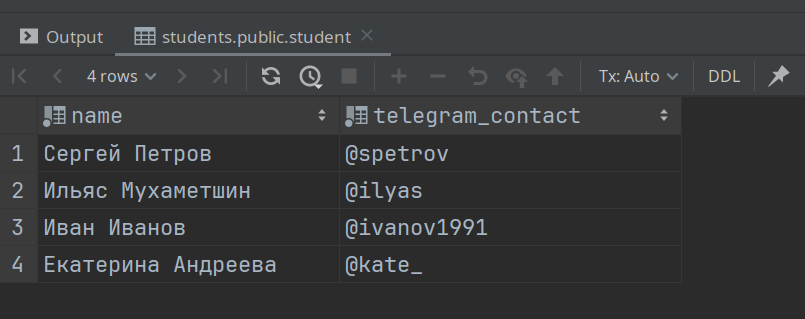 Output students.public.student
4 rows Tx: Auto DDL
name telegram_contact
1 Сергей Петров @spetrov
2 Ильяс Мухаметшин @ilyas
3 Иван Иванов @ivanov1991
4 Екатерина Андреева @kate_